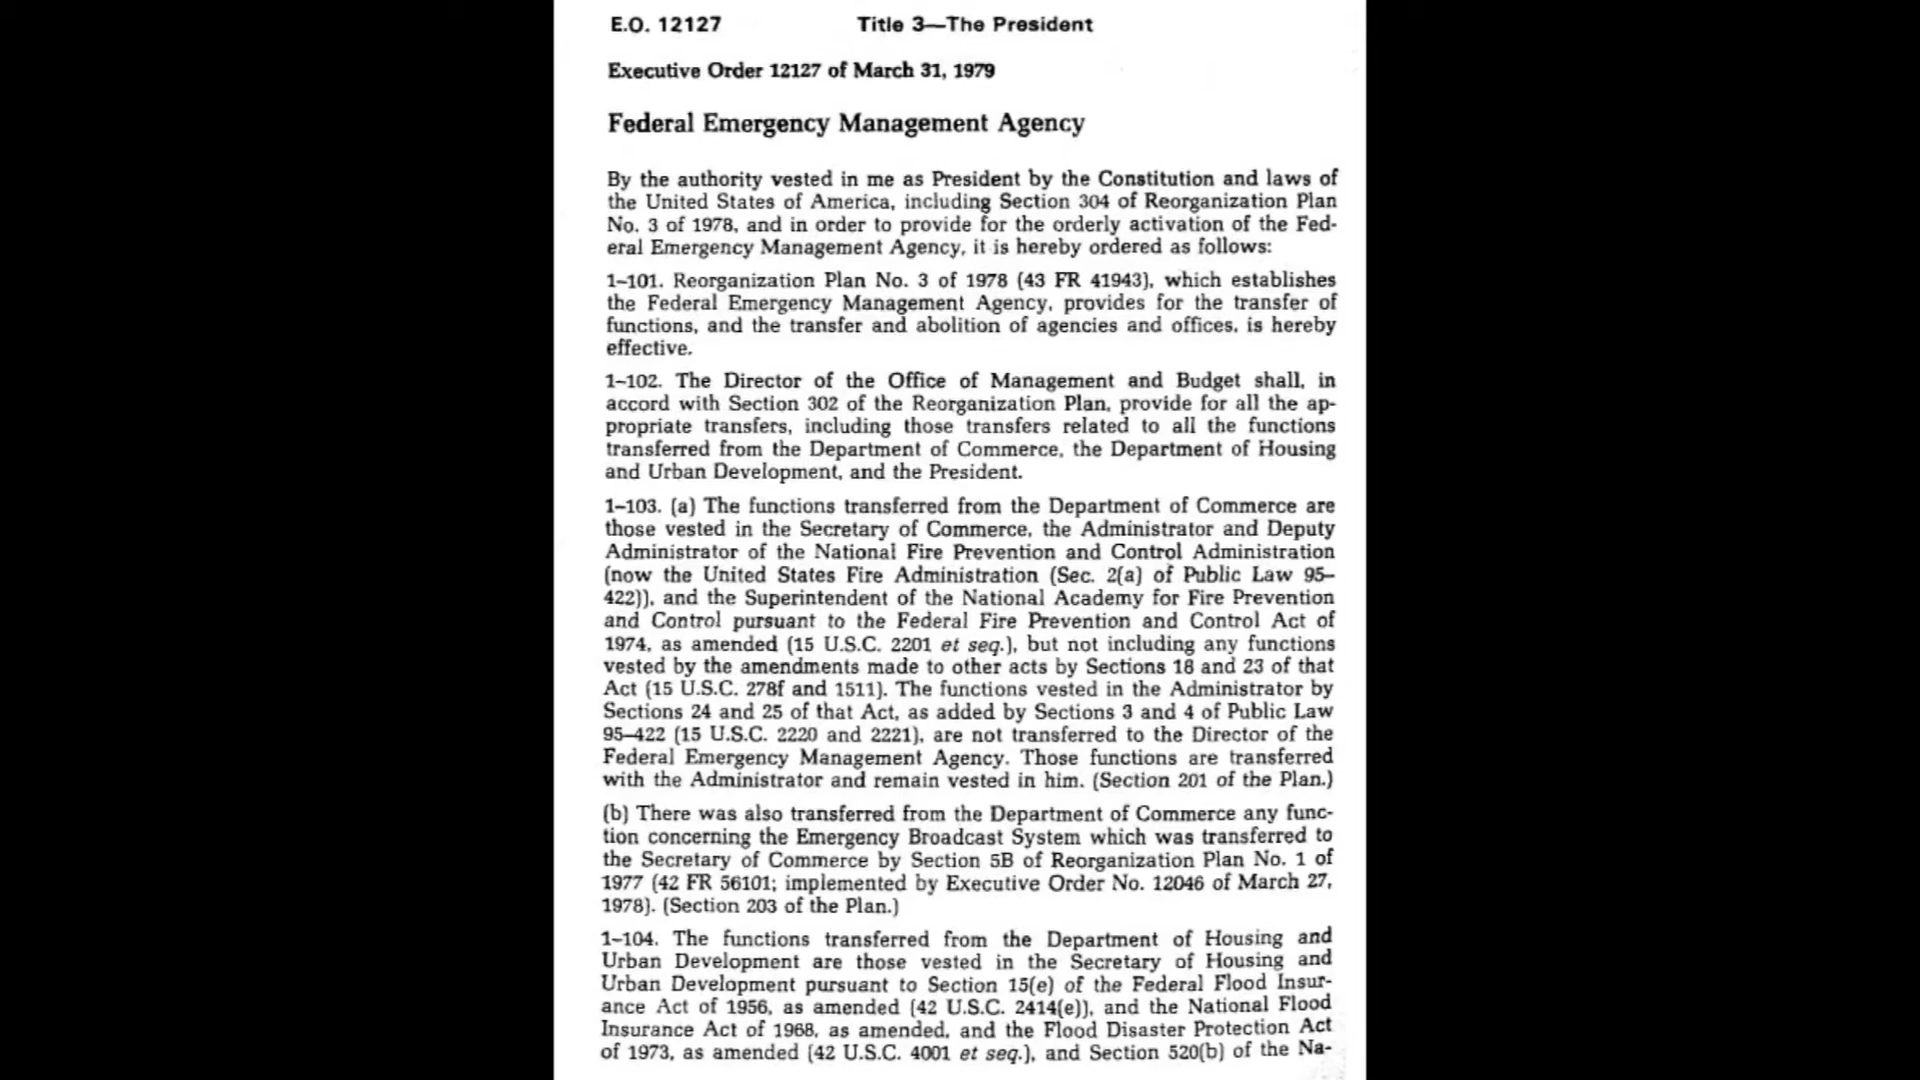 E.O. 12127 Title 3—The President
Executive Order 12127 of March 31, 1979
Federal Emergency Management Agency
By the authority vested in me as President by the Constitution and laws of
the United States of America, including Section 304 of Reorganization Plan
No. 3 of 1978, and in order to provide for the orderly activation of the Fed-
eral Emergency Management Agency, it is hereby ordered as follows:
1–101. Reorganization Plan No. 3 of 1978 (43 FR 41943), which establishes
the Federal Emergency Management Agency, provides for the transfer of
functions, and the transfer and abolition of agencies and offices, is hereby
effective.
1–102. The Director of the Office of Management and Budget shall, in
accord with Section 302 of the Reorganization Plan, provide for all the ap-
propriate transfers, including those transfers related to all the functions
transferred from the Department of Commerce, the Department of Housing
and Urban Development, and the President.
1–103. (a) The functions transferred from the Department of Commerce are
those vested in the Secretary of Commerce, the Administrator and Deputy
Administrator of the National Fire Prevention and Control Administration
(now the United States Fire Administration (Sec. 2(a) of Public Law 95–
422)), and the Superintendent of the National Academy for Fire Prevention
and Control pursuant to the Federal Fire Prevention and Control Act of
1974, as amended (15 U.S.C. 2201 et seq.), but not including any functions
vested by the amendments made to other acts by Sections 18 and 23 of that
Act (15 U.S.C. 278f and 1511). The functions vested in the Administrator by
Sections 24 and 25 of that Act, as added by Sections 3 and 4 of Public Law
95–422 (15 U.S.C. 2220 and 2221), are not transferred to the Director of the
Federal Emergency Management Agency. Those functions are transferred
with the Administrator and remain vested in him. (Section 201 of the Plan.)
(b) There was also transferred from the Department of Commerce any func-
tion concerning the Emergency Broadcast System which was transferred to
the Secretary of Commerce by Section 5B of Reorganization Plan No. 1 of
1977 (42 FR 56101; implemented by Executive Order No. 12046 of March 27,
1978). (Section 203 of the Plan.)
1–104. The functions transferred from the Department of Housing and
Urban Development are those vested in the Secretary of Housing and
Urban Development pursuant to Section 15(e) of the Federal Flood Insur-
ance Act of 1956, as amended (42 U.S.C. 2414(e)), and the National Flood
Insurance Act of 1968, as amended, and the Flood Disaster Protection Act
of 1973, as amended (42 U.S.C. 4001 et seq.), and Section 520(b) of the Na-